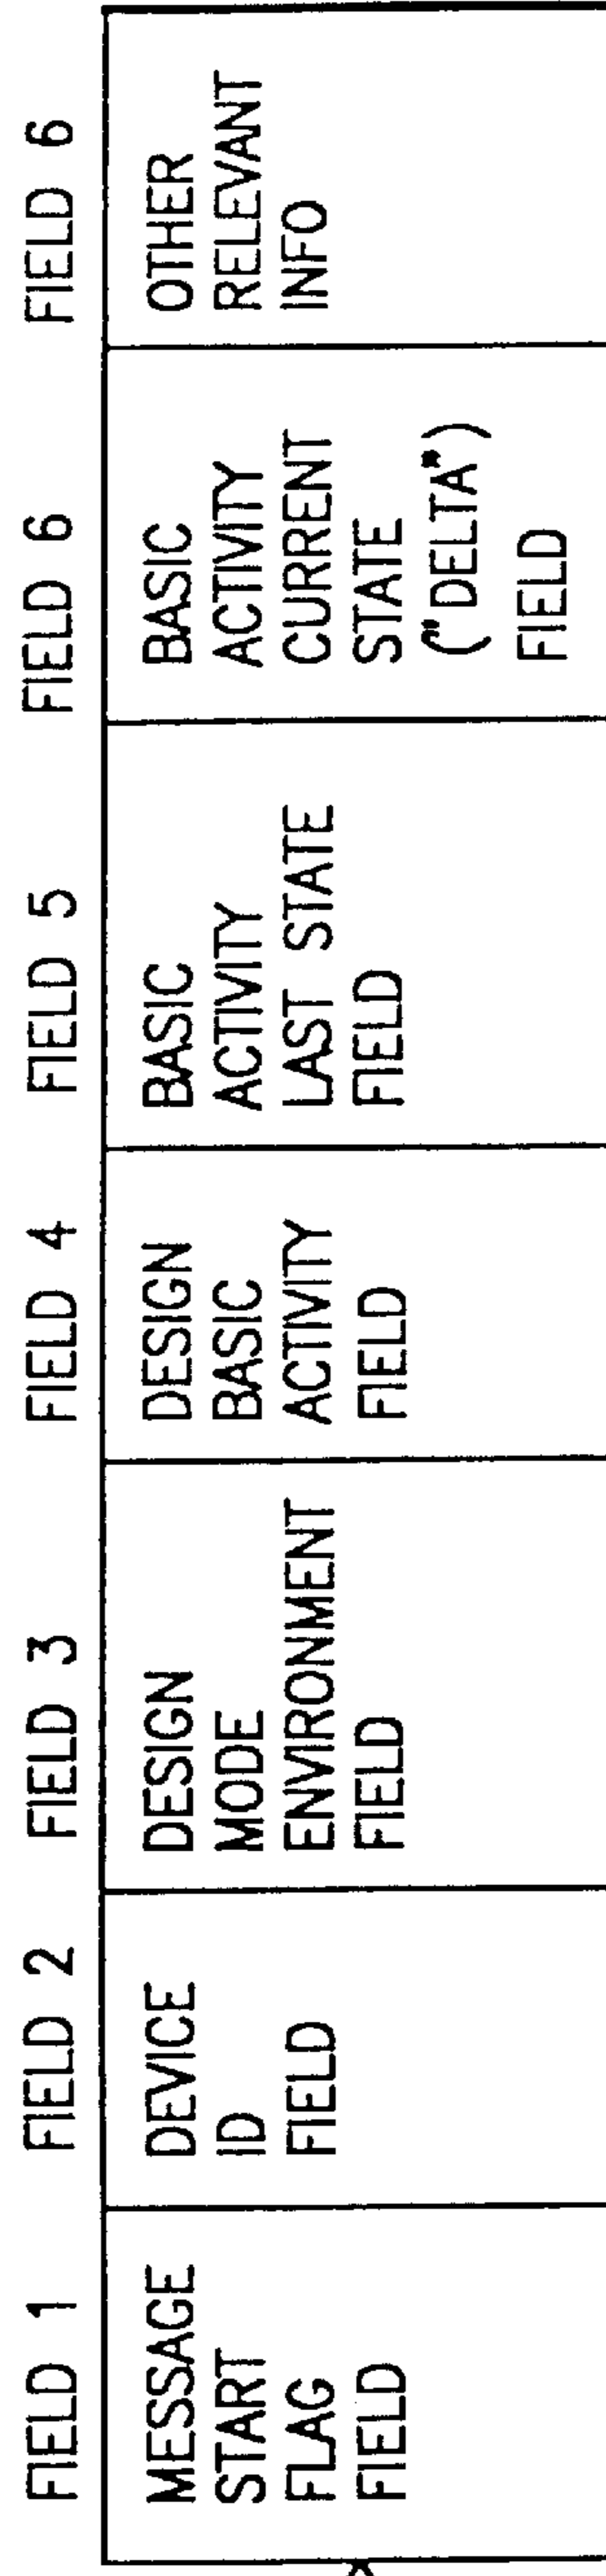 FIELD 1
MESSAGE
START
FLAG
FIELD
FIELD 2
DEVICE
ID
FIELD
FIELD 3
DESIGN
MODE
ENVIRONMENT
FIELD
FIELD 4
DESIGN
BASIC
ACTIVITY
FIELD
FIELD 5
BASIC
ACTIVITY
LAST STATE
FIELD
FIELD 6
BASIC
ACTIVITY
CURRENT
STATE
("DELTA")
FIELD
FIELD 6
OTHER
RELEVANT
INFO